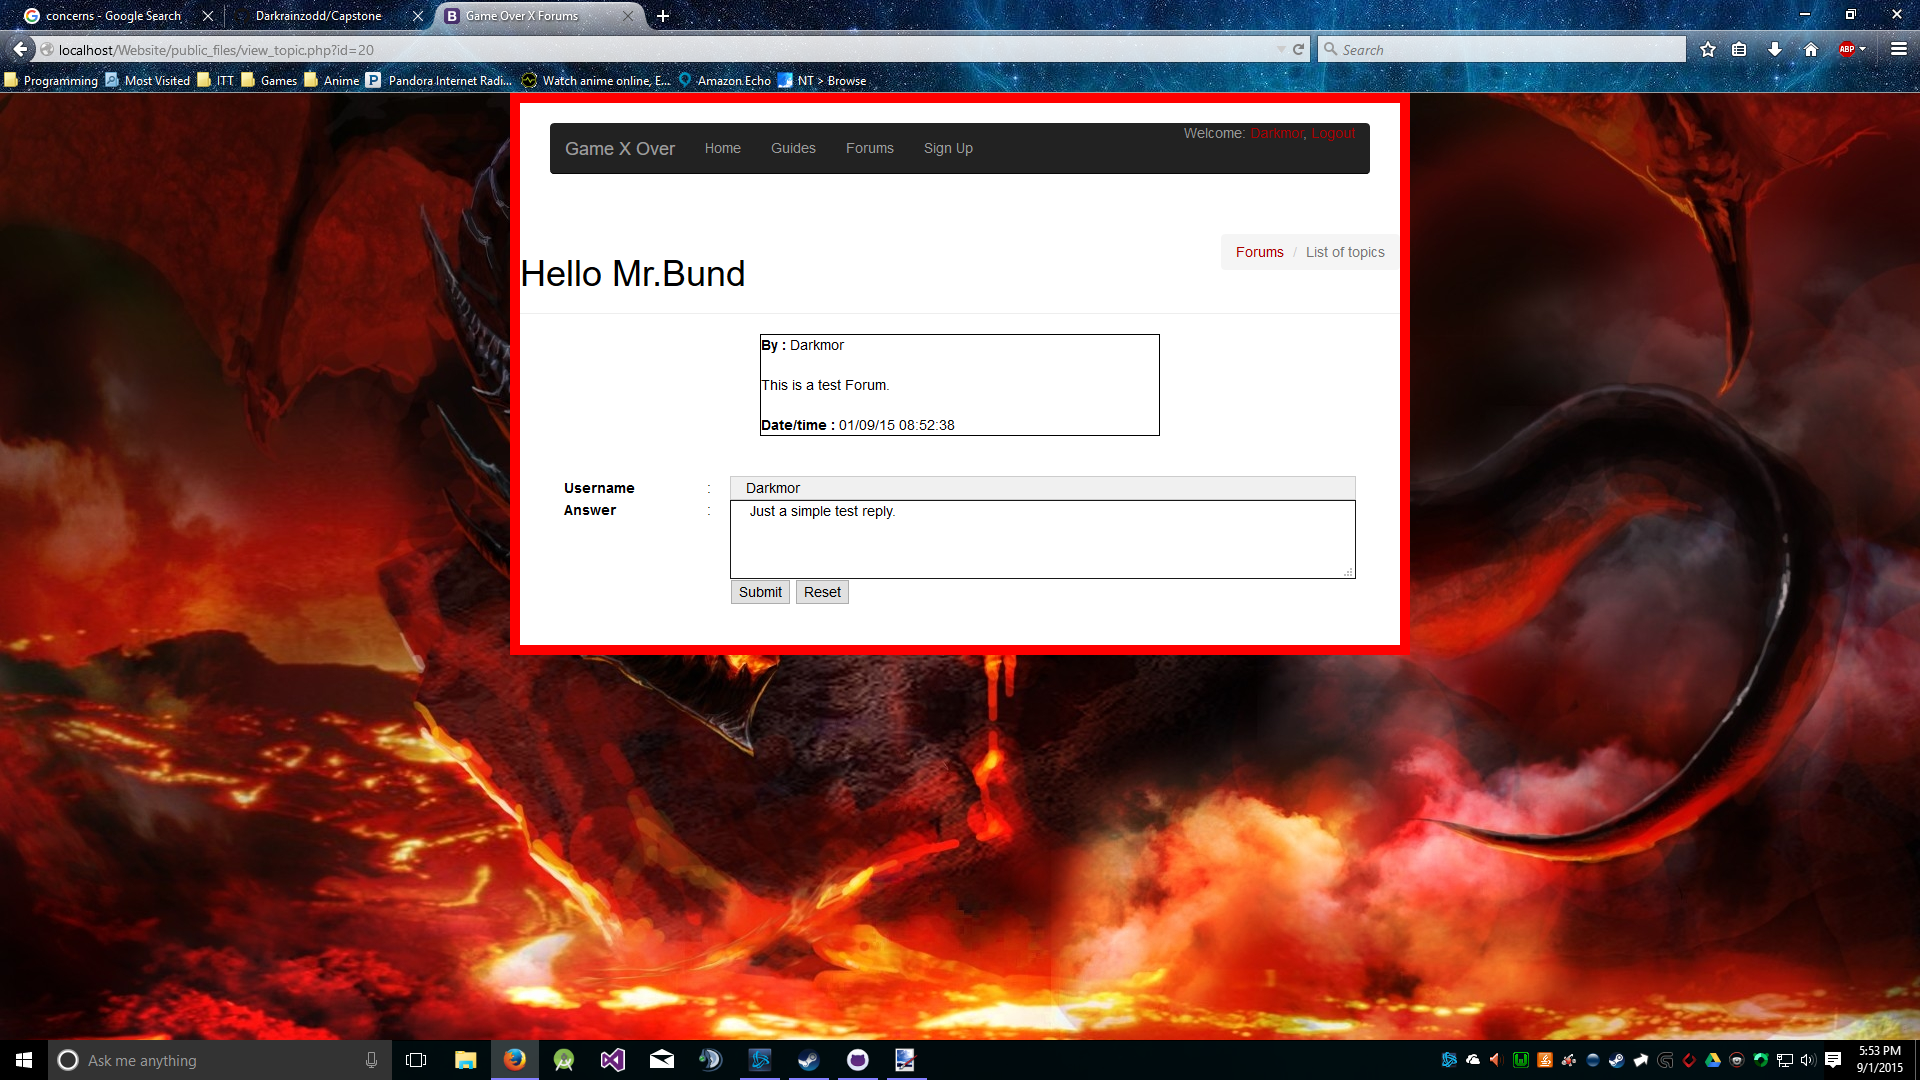 concerns - Google Search
Darkrainzodd/Capstone
Game Over X Forums
localhost/Website/public_files/view_topic.php?id=20
Search
ABP
Programming
Most Visited
ITT
Games
Anime
Pandora Internet Radi...
Watch anime online, E...
Amazon Echo
NT > Browse
Game X Over
Home
Guides
Forums
Sign Up
Welcome: Darkmor, Logout
Forums / List of topics
Hello Mr.Bund
By : Darkmor
This is a test Forum.
Date/time : 01/09/15 08:52:38
Username : Darkmor
Answer : Just a simple test reply.
Submit Reset
Ask me anything
5:53 PM
9/1/2015